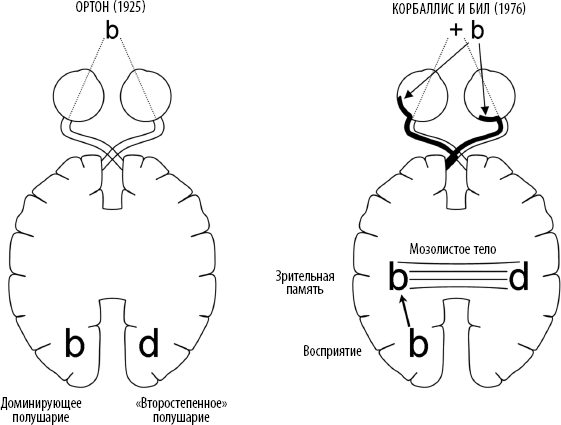 ОРТОН (1925)
b
КОРБАЛЛИС И БИЛ (1976)
+ b
Мозолистое тело
Зрительная
память
b d
Восприятие
b
b d
Доминирующее
полушарие
«Второстепенное»
полушарие